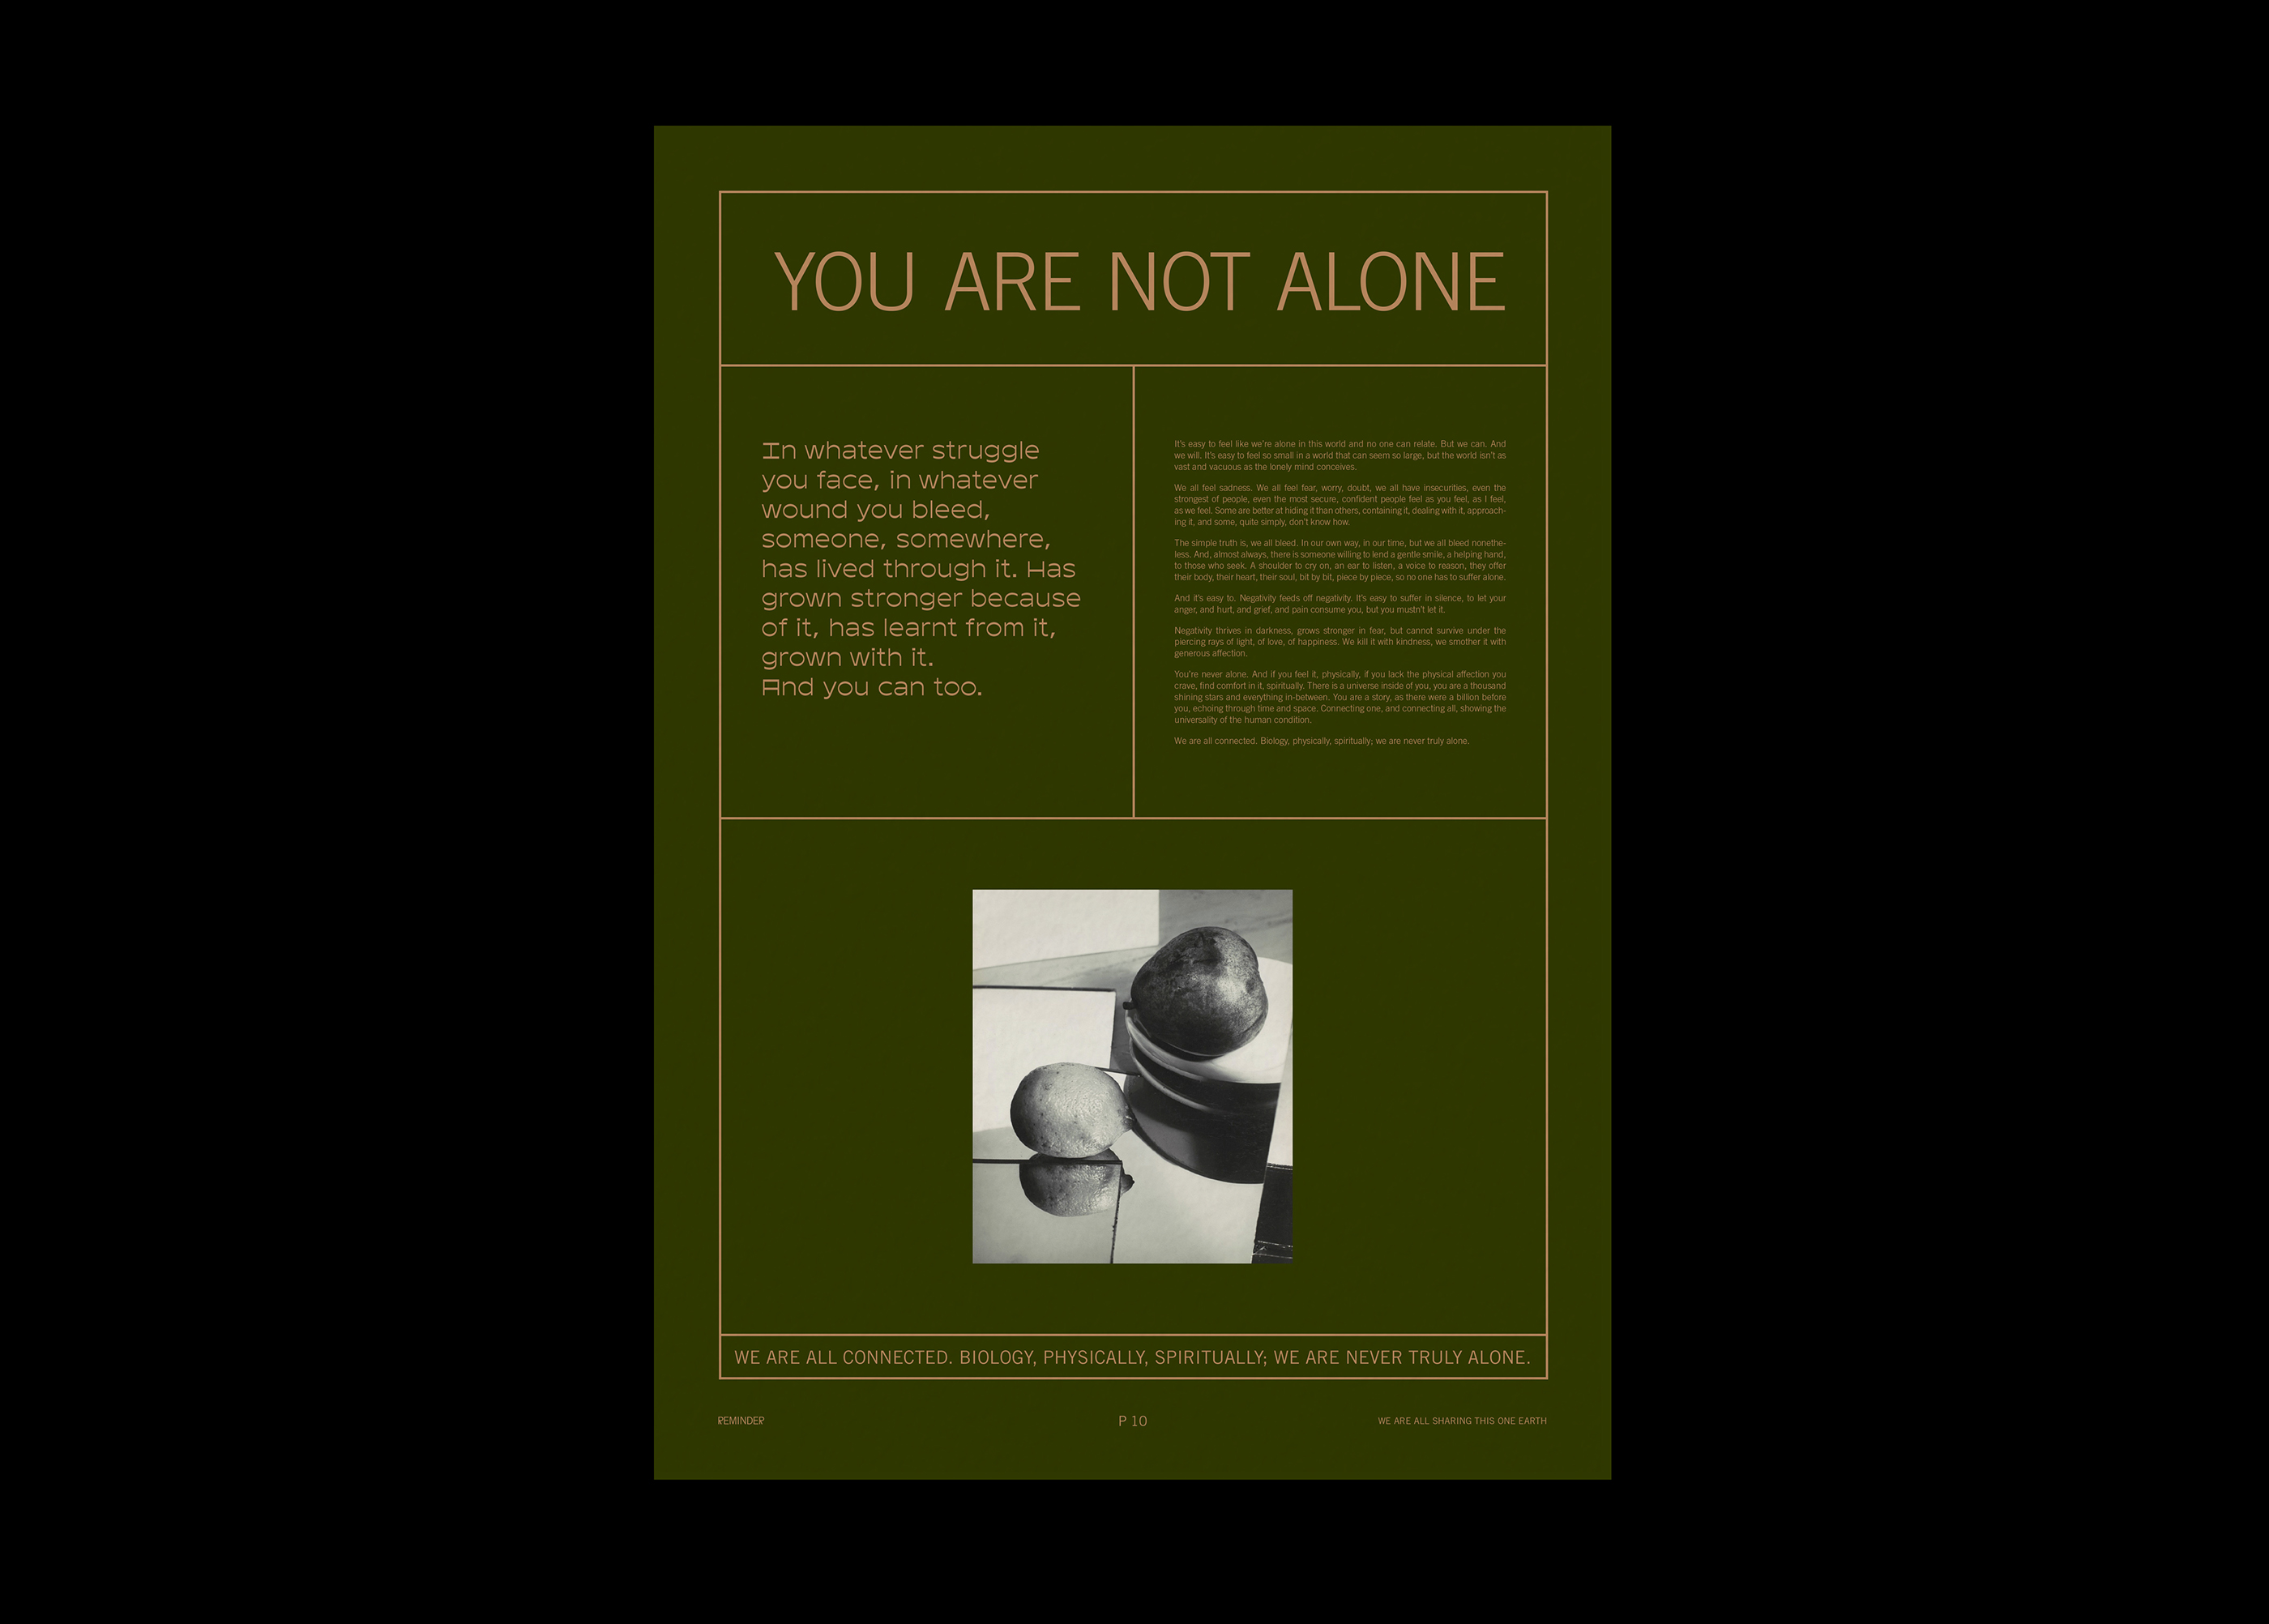 YOU ARE NOT ALONE
In whatever struggle
you face, in whatever
wound you bleed,
someone, somewhere,
has lived through it. Has
grown stronger because
of it, has learnt from it,
grown with it.
And you can too.
It's easy to feel like we're alone in this world and no one can relate. But we can. And
we will. It's easy to feel so small in a world that can seem so large, but the world isn't as
vast and vacuous as the lonely mind conceives.
We all feel sadness. We all feel fear, worry, doubt, we all have insecurities, even the
strongest of people, even the most secure, confident people feel as you feel, as I feel,
as we feel. Some are better at hiding it than others, containing it, dealing with it, approach-
ing it, and some, quite simply, don't know how.
The simple truth is, we all bleed. In our own way, in our time, but we all bleed nonethe-
less. And, almost always, there is someone willing to lend a gentle smile, a helping hand,
to those who seek. A shoulder to cry on, an ear to listen, a voice to reason, they offer
their body, their heart, their soul, bit by bit, piece by piece, so no one has to suffer alone.
And it's easy to. Negativity feeds off negativity. It's easy to suffer in silence, to let your
anger, and hurt, and grief, and pain consume you, but you mustn't let it.
Negativity thrives in darkness, grows stronger in fear, but cannot survive under the
piercing rays of light, of love, of happiness. We kill it with kindness, we smother it with
generous affection.
You're never alone. And if you feel it, physically, if you lack the physical affection you
crave, find comfort in it, spiritually. There is a universe inside of you, you are a thousand
shining stars and everything in-between. You are a story, as there were a billion before
you, echoing through time and space. Connecting one, and connecting all, showing the
universality of the human condition.
We are all connected. Biology, physically, spiritually; we are never truly alone.
WE ARE ALL CONNECTED. BIOLOGY, PHYSICALLY, SPIRITUALLY; WE ARE NEVER TRULY ALONE.
REMINDER
P 10
WE ARE ALL SHARING THIS ONE EARTH